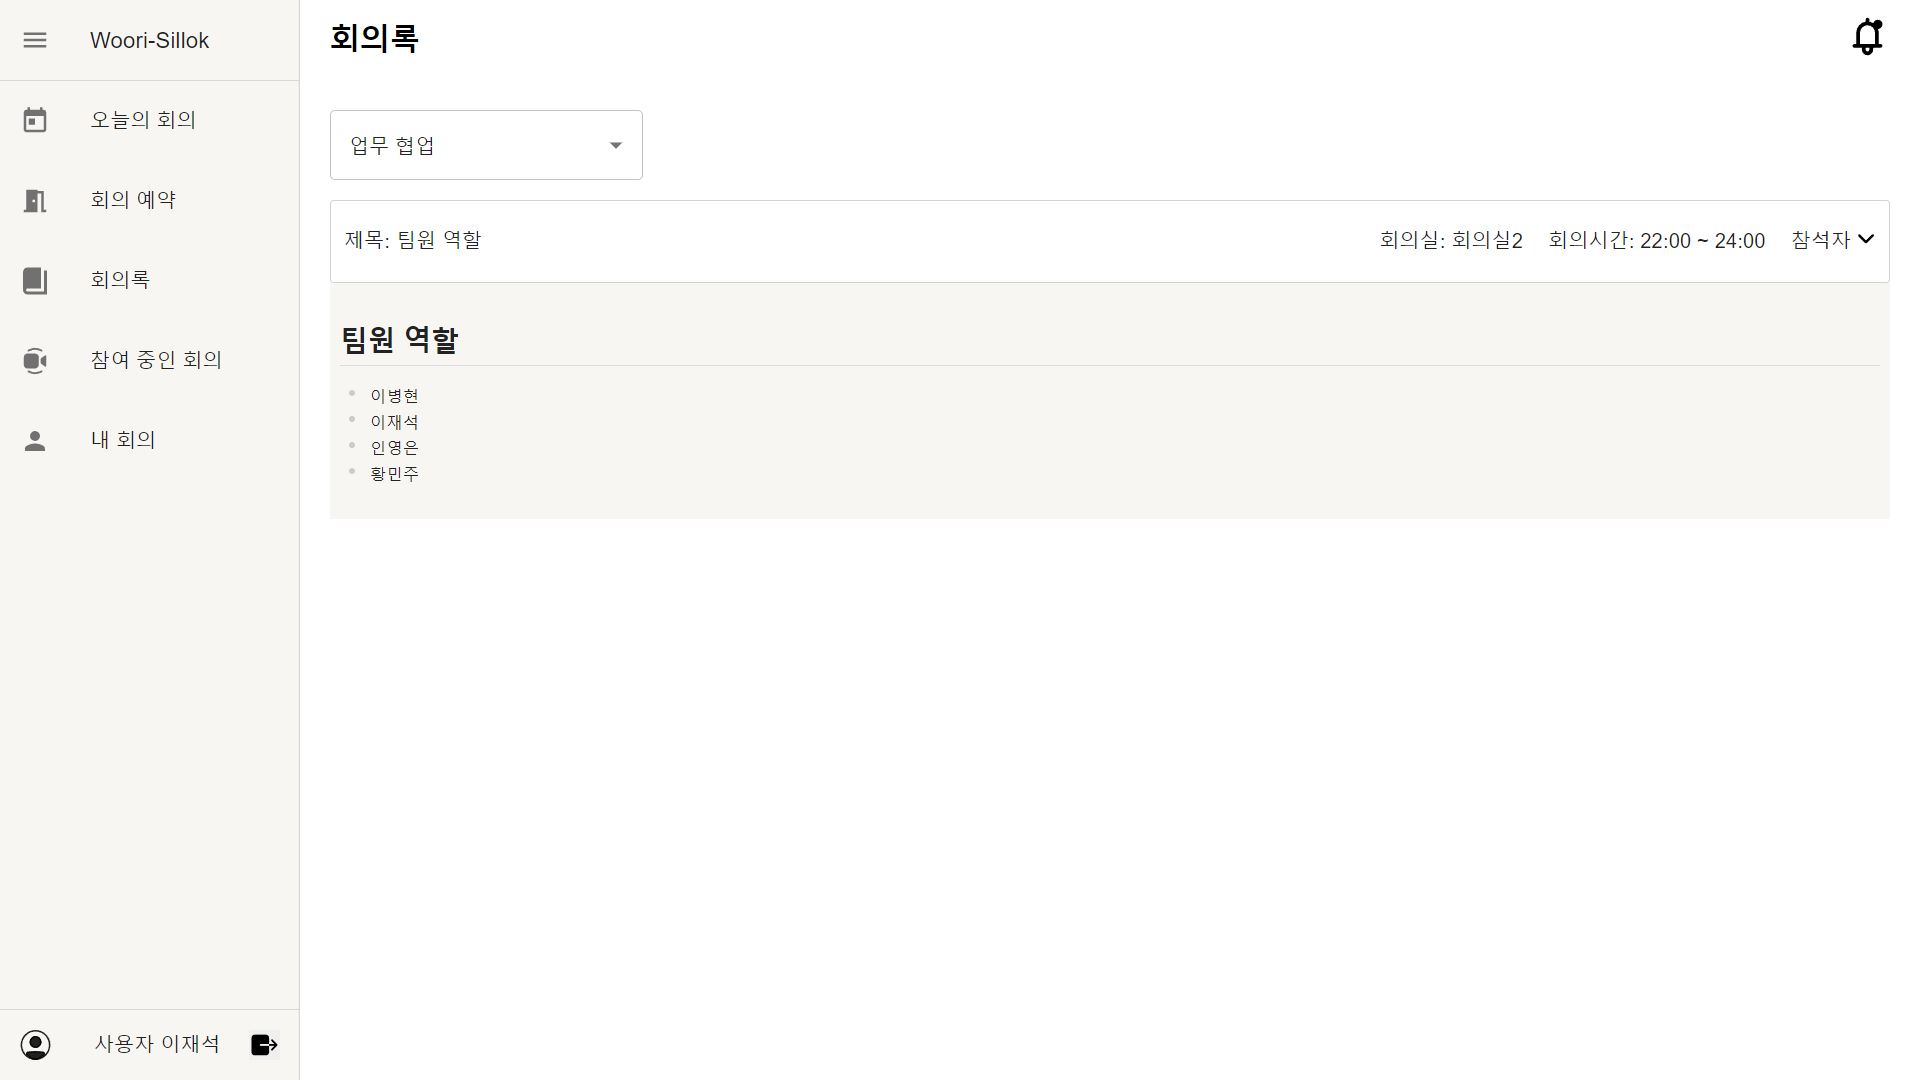 Woori-Sillok
오늘의 회의
회의 예약
회의록
참여 중인 회의
내 회의
사용자 이재석
회의록
업무 협업
제목: 팀원 역할 회의실: 회의실2 회의시간: 22:00 ~ 24:00 참석자
팀원 역할
이병현
이재석
인영은
황민주